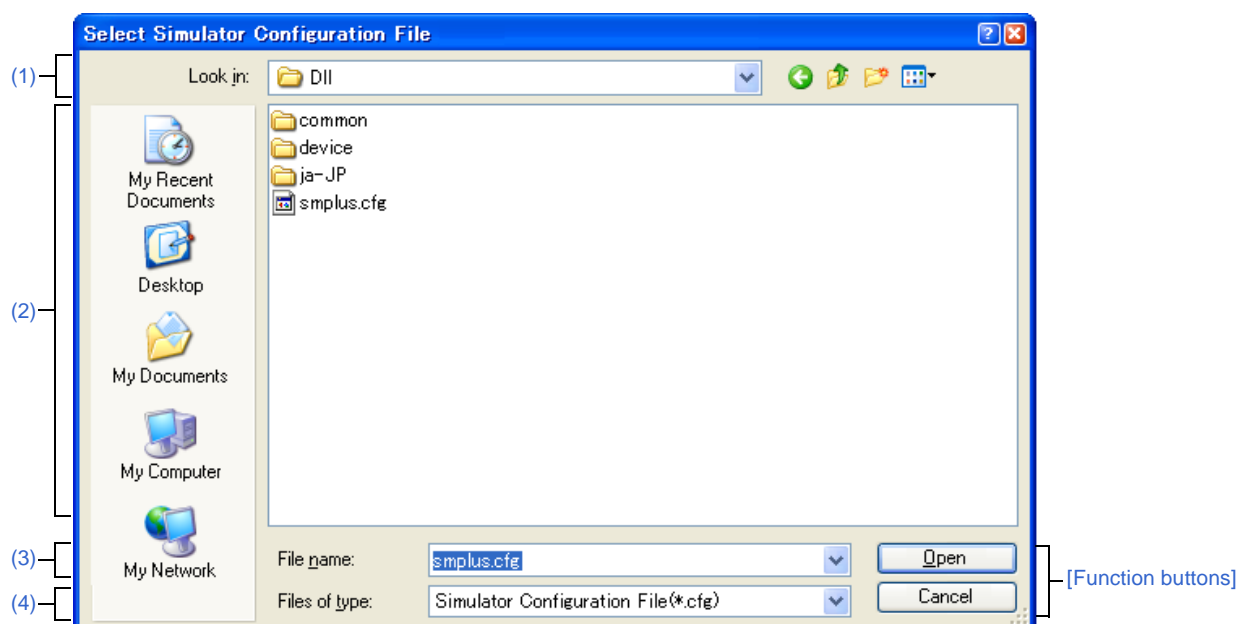 Select Simulator Configuration File
(1)
Look in:
Dll
common
device
ja-JP
smplus.cfg
My Recent
Documents
Desktop
(2)
My Documents
My Computer
My Network
(3)
File name:
smplus.cfg
Open
[Function buttons]
(4)
Files of type:
Simulator Configuration File(*.cfg)
Cancel